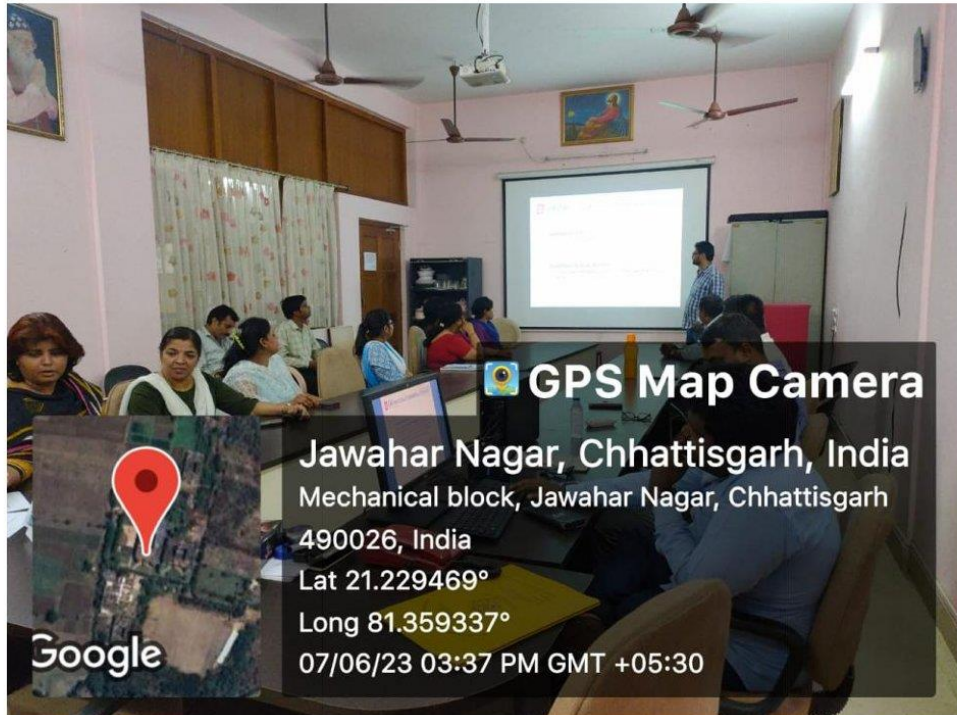 GPS Map Camera
Jawahar Nagar, Chhattisgarh, India
Mechanical block, Jawahar Nagar, Chhattisgarh
490026, India
Lat 21.229469°
Long 81.359337°
07/06/23 03:37 PM GMT +05:30
Google